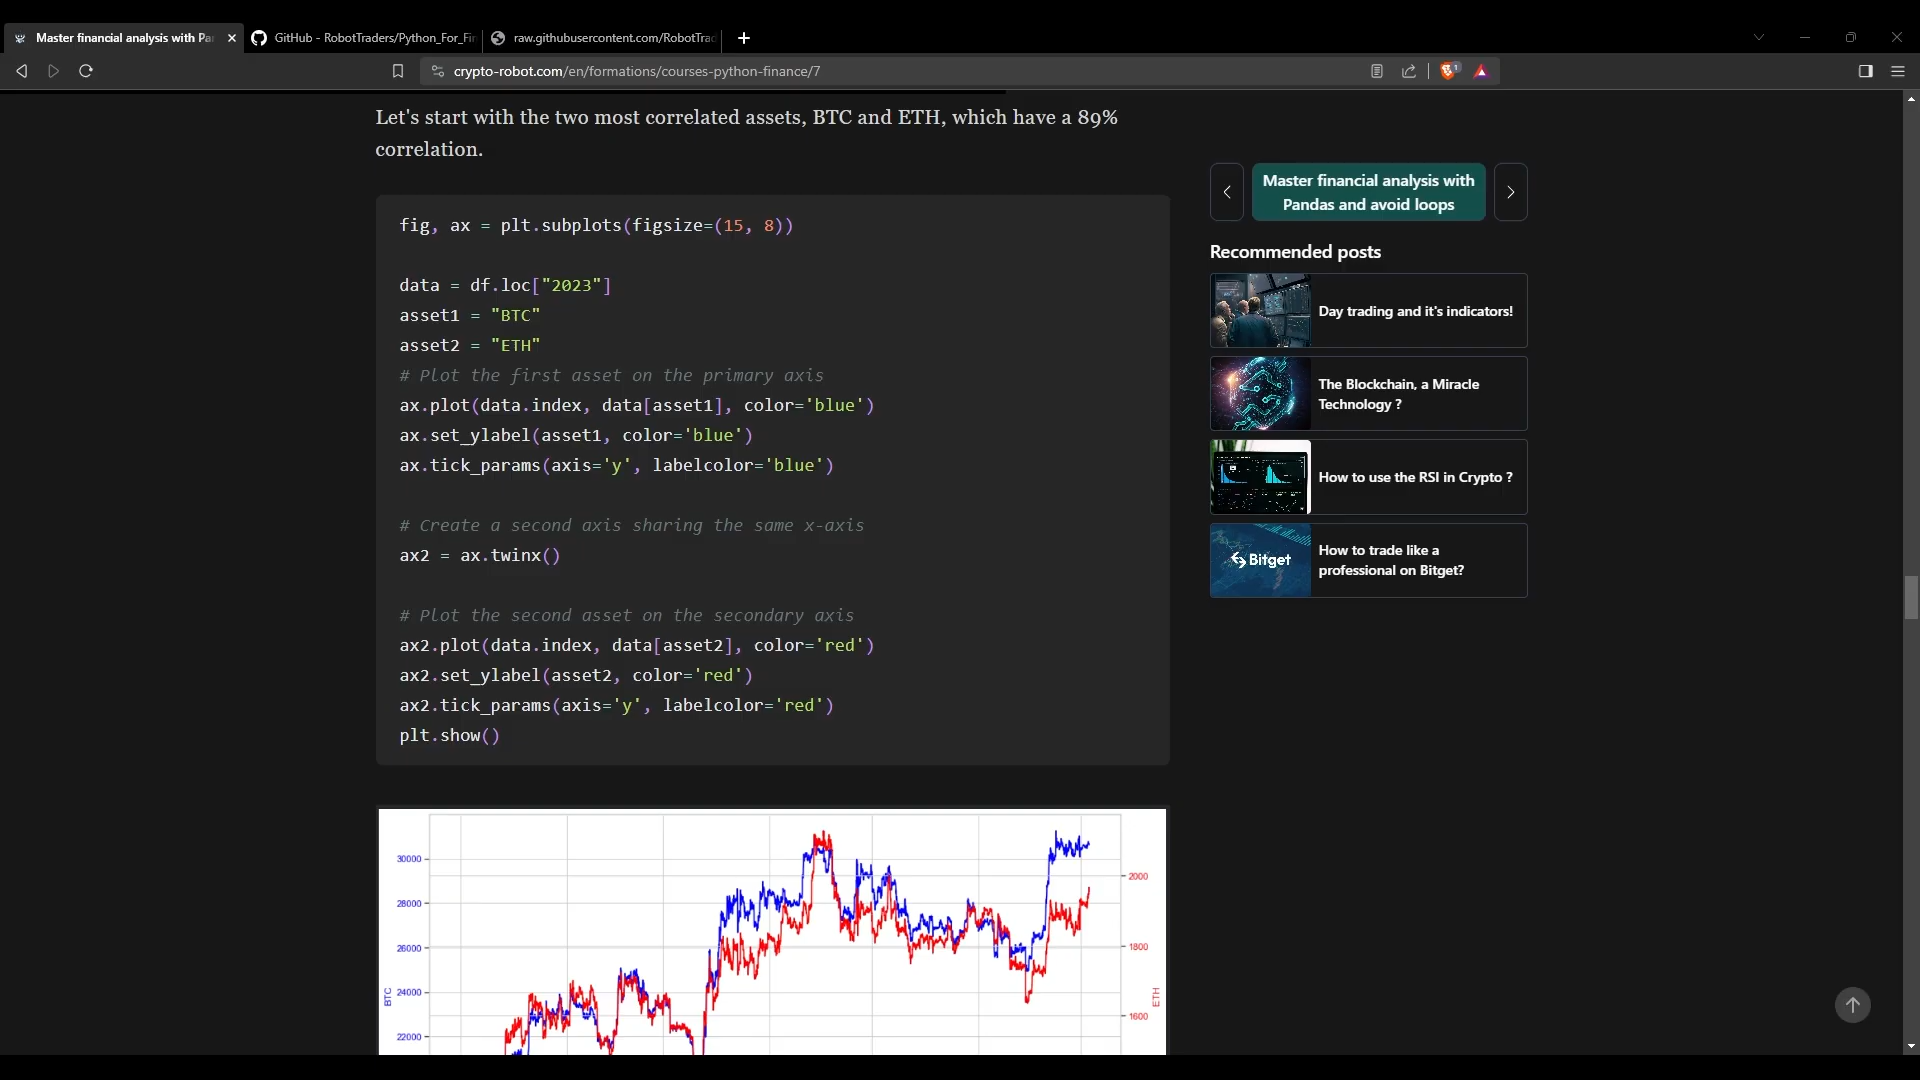 Master financial analysis with Pa
GitHub - RobotTraders/Python_For_Fin
raw.githubusercontent.com/RobotTrad
crypto-robot.com/en/formations/courses-python-finance/7
1
Let's start with the two most correlated assets, BTC and ETH, which have a 89%
correlation.
fig, ax = plt.subplots(figsize=(15, 8))
data = df.loc["2023"]
asset1 = "BTC"
asset2 = "ETH"
# Plot the first asset on the primary axis
ax.plot(data.index, data[asset1], color='blue')
ax.set_ylabel(asset1, color='blue')
ax.tick_params(axis='y', labelcolor='blue')
# Create a second axis sharing the same x-axis
ax2 = ax.twinx()
# Plot the second asset on the secondary axis
ax2.plot(data.index, data[asset2], color='red')
ax2.set_ylabel(asset2, color='red')
ax2.tick_params(axis='y', labelcolor='red')
plt.show()
30000
28000
26000
24000
22000
BTC
2000
1800
1600
ETH
Master financial analysis with
Pandas and avoid loops
Recommended posts
Day trading and it's indicators!
The Blockchain, a Miracle
Technology ?
How to use the RSI in Crypto ?
Bitget
How to trade like a
professional on Bitget?